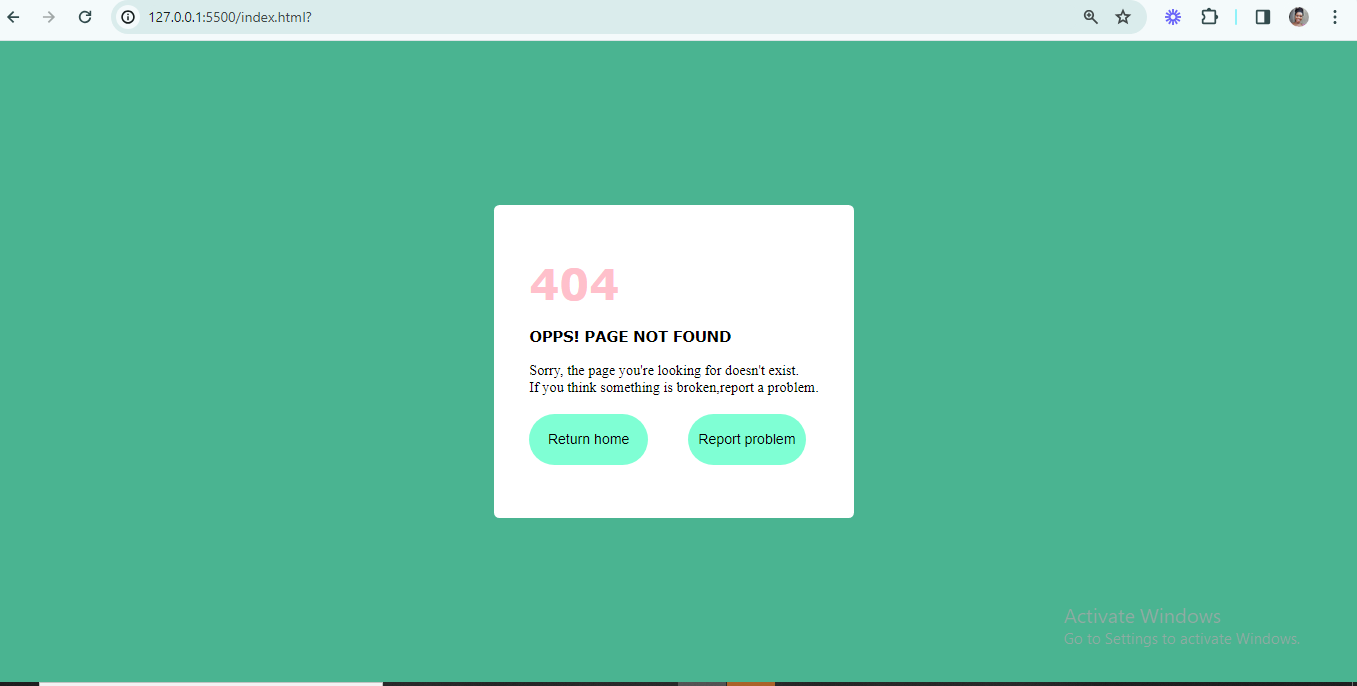 127.0.0.1:5500/index.html?
404
OPPS! PAGE NOT FOUND
Sorry, the page you're looking for doesn't exist.
If you think something is broken,report a problem.
Return home
Report problem
Activate Windows
Go to Settings to activate Windows.